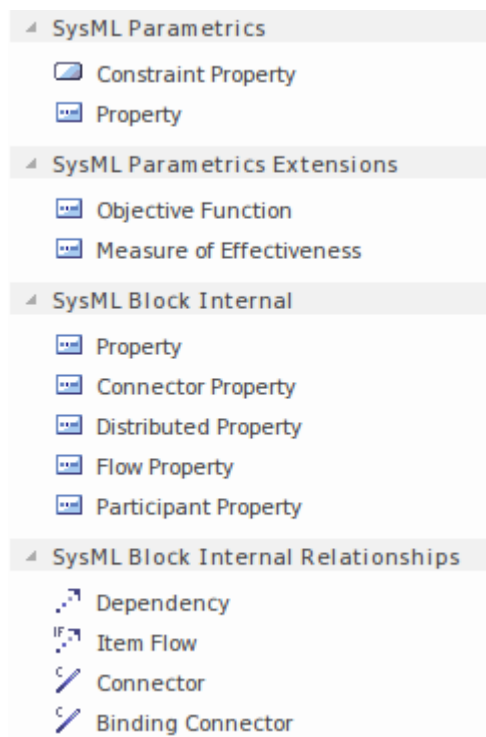 SysML Parametrics
Constraint Property
Property
SysML Parametrics Extensions
Objective Function
Measure of Effectiveness
SysML Block Internal
Property
Connector Property
Distributed Property
Flow Property
Participant Property
SysML Block Internal Relationships
Dependency
IF Item Flow
C Connector
C Binding Connector